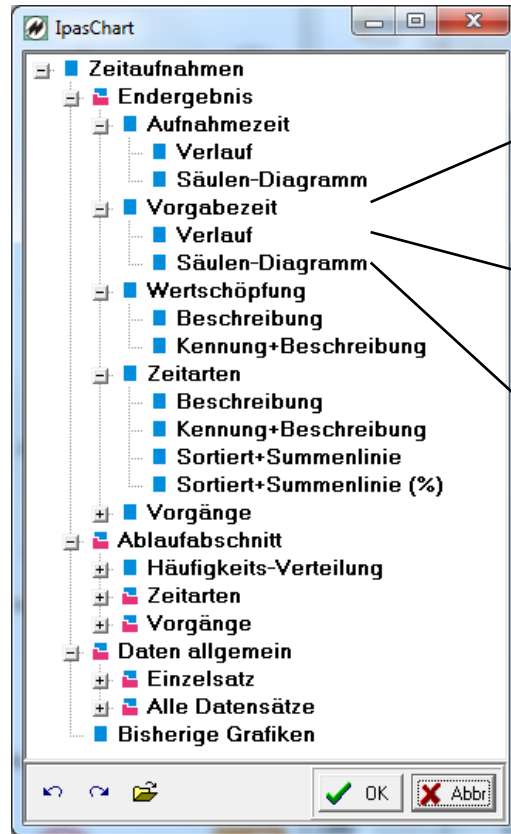 IpasChart
Zeitaufnahmen
Endergebnis
Aufnahmezeit
Verlauf
Säulen-Diagramm
Vorgabezeit
Verlauf
Säulen-Diagramm
Wertschöpfung
Beschreibung
Kennung+Beschreibung
Zeitarten
Beschreibung
Kennung+Beschreibung
Sortiert+Summenlinie
Sortiert+Summenlinie (%)
Vorgänge
Ablaufabschnitt
Häufigkeits-Verteilung
Zeitarten
Vorgänge
Daten allgemein
Einzelsatz
Alle Datensätze
Bisherige Grafiken
OK Abbr